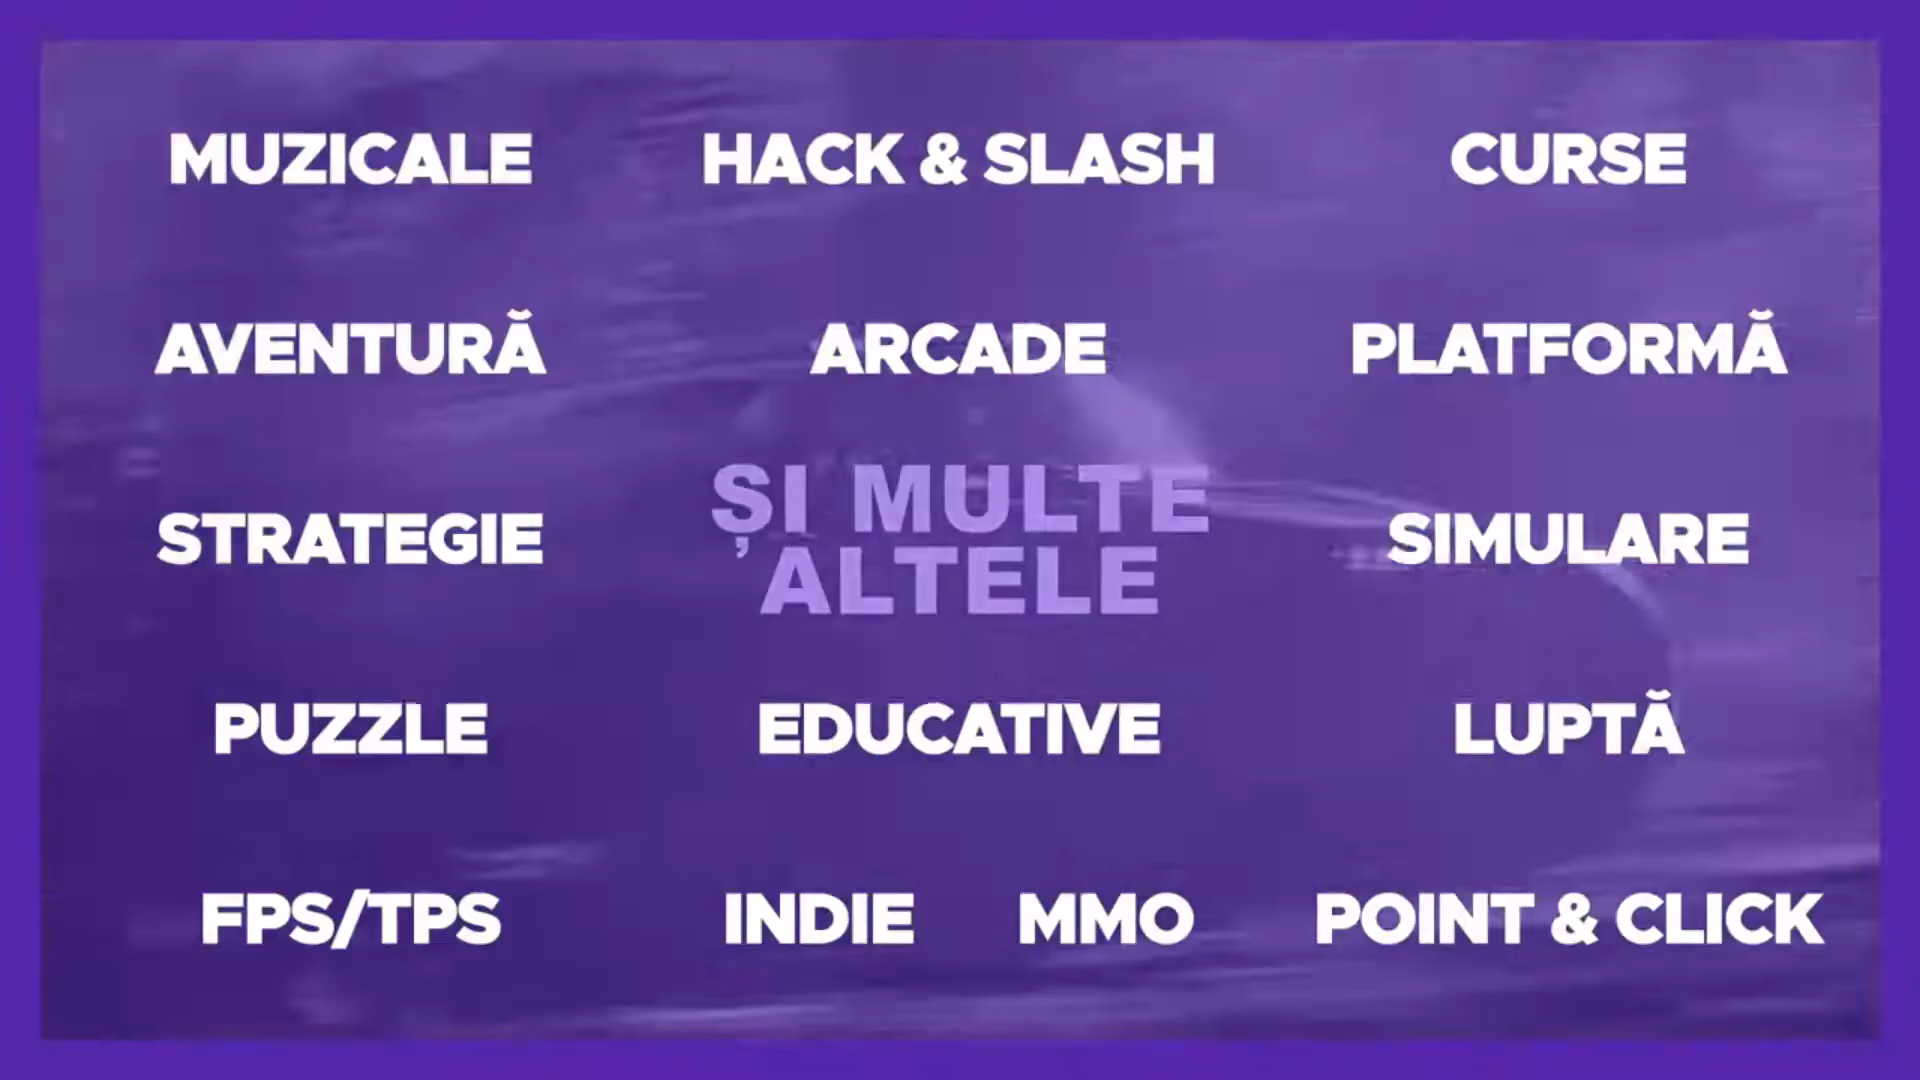 MUZICALE
HACK & SLASH
CURSE
AVENTURĂ
ARCADE
PLATFORMĂ
STRATEGIE
ȘI MULTE
ALTELE
SIMULARE
PUZZLE
EDUCATIVE
LUPTĂ
FPS/TPS
INDIE
MMO
POINT & CLICK